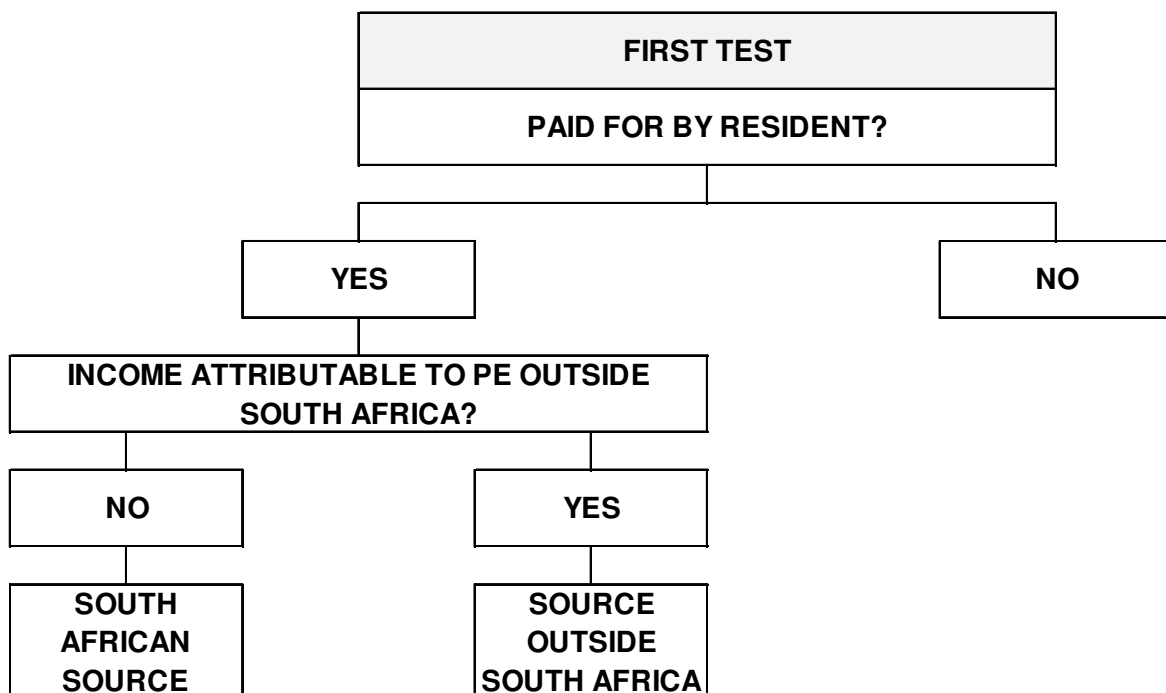 FIRST TEST
PAID FOR BY RESIDENT?
YES
NO
INCOME ATTRIBUTABLE TO PE OUTSIDE
SOUTH AFRICA?
NO
YES
SOUTH
AFRICAN
SOURCE
SOURCE
OUTSIDE
SOUTH AFRICA